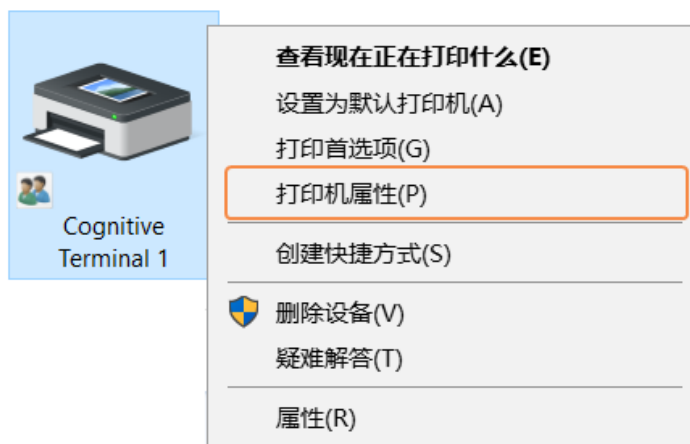 Cognitive
Terminal 1
查看现在正在打印什么(E)
设置为默认打印机(A)
打印首选项(G)
打印机属性(P)
创建快捷方式(S)
删除设备(V)
疑难解答(T)
属性(R)